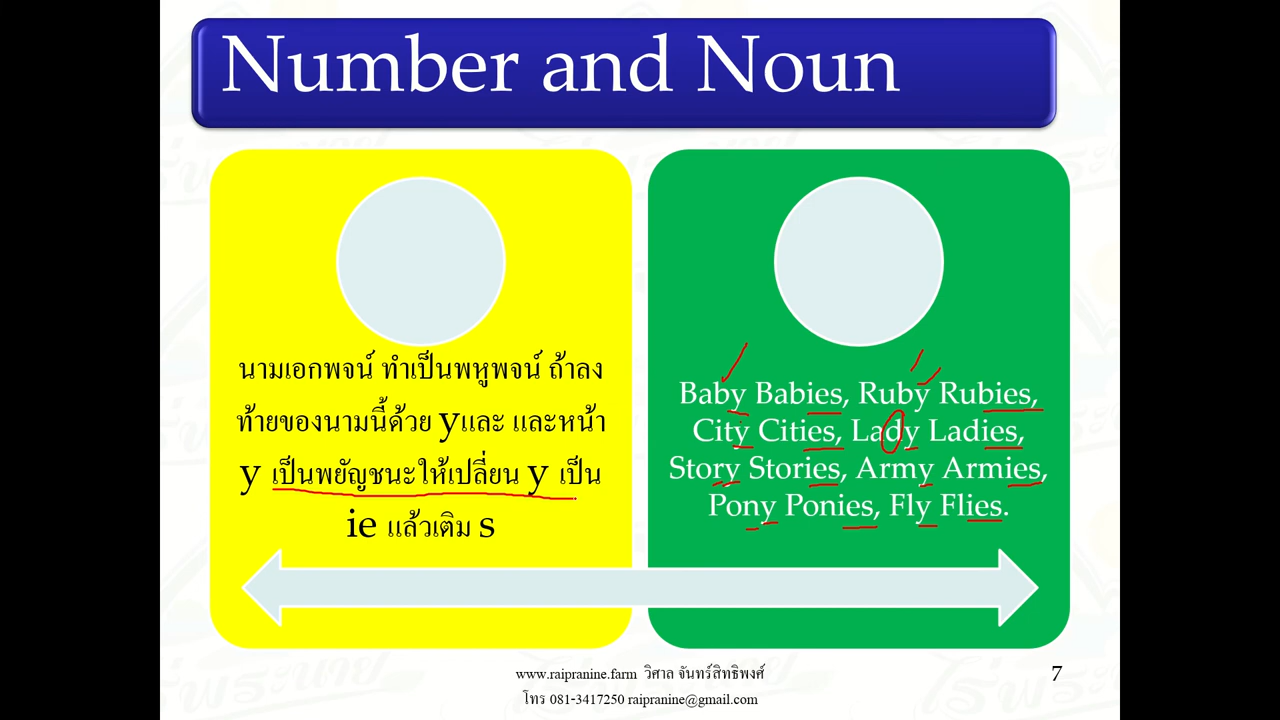 Number and Noun
นามเอกพจน์ ทำเป็นพหูพจน์ ถ้าลง
ท้ายของนามนี้ด้วย yและ และหน้า
y เป็นพยัญชนะให้เปลี่ยน y เป็น
ie แล้วเติม s
Baby Babies, Ruby Rubies,
City Cities, Lady Ladies,
Story Stories, Army Armies,
Pony Ponies, Fly Flies.
www.raipranine.farm วิศาล จันทร์สิทธิพงศ์
โทร 081-3417250 raipranine@gmail.com
7